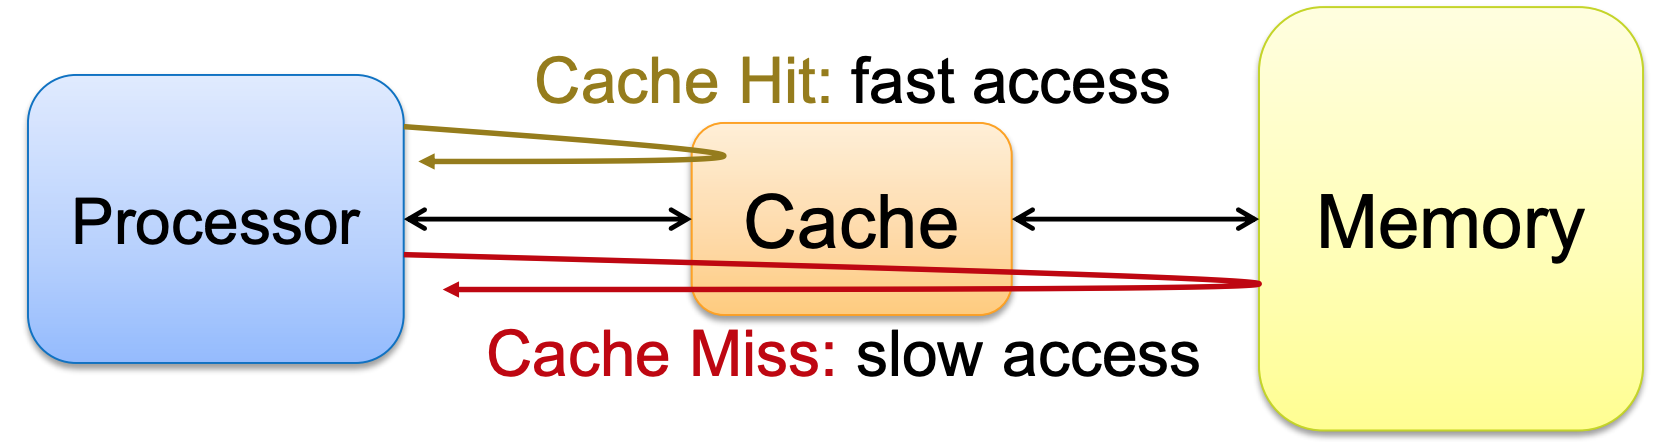 Cache Hit: fast access
Processor
Cache
Memory
Cache Miss: slow access